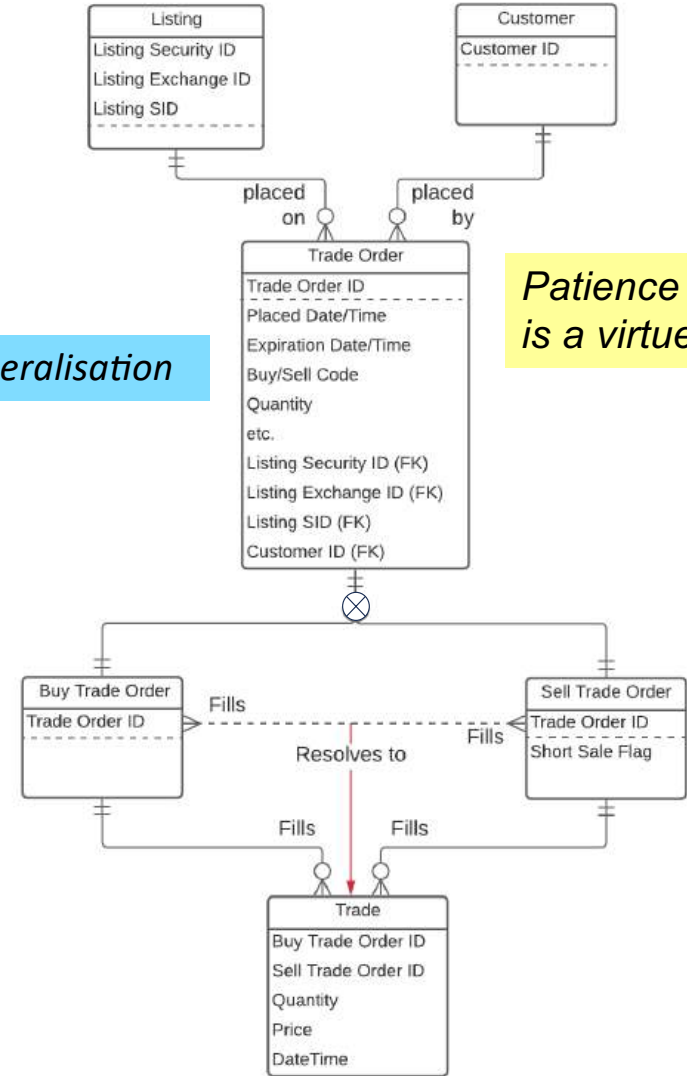 Listing
Listing Security ID
Listing Exchange ID
Listing SID
Customer
Customer ID
placed
on
placed
by
Trade Order
Trade Order ID
Placed Date/Time
Expiration Date/Time
Buy/Sell Code
Quantity
etc.
Listing Security ID (FK)
Listing Exchange ID (FK)
Listing SID (FK)
Customer ID (FK)
eralisation
Patience
is a virtue
Buy Trade Order
Trade Order ID
Fills
Fills
Resolves to
Sell Trade Order
Trade Order ID
Short Sale Flag
Fills
Fills
Trade
Buy Trade Order ID
Sell Trade Order ID
Quantity
Price
DateTime